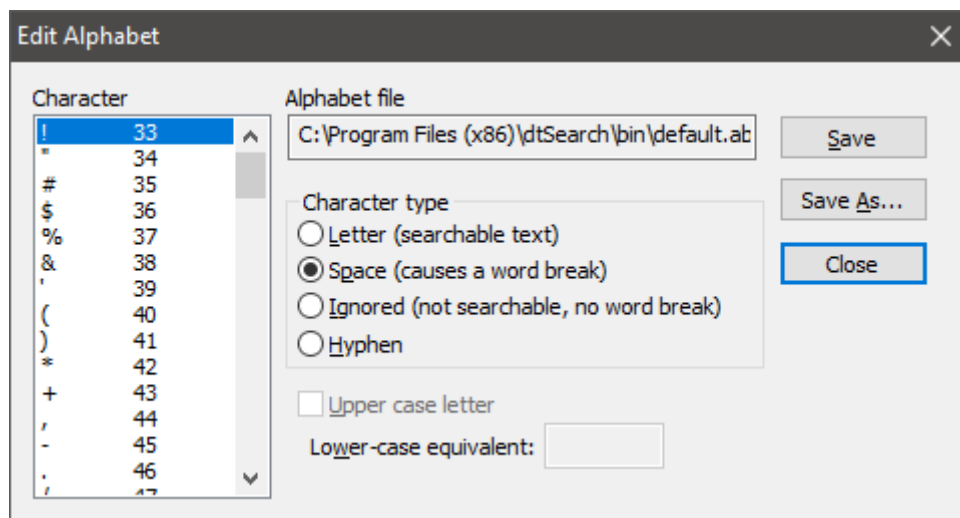 Edit Alphabet
Character
! 33
" 34
# 35
$ 36
% 37
& 38
' 39
( 40
) 41
* 42
+ 43
, 44
- 45
. 46
/ 47
Alphabet file
C:\Program Files (x86)\dtSearch\bin\default.ab
Character type
Letter (searchable text)
Space (causes a word break)
Ignored (not searchable, no word break)
Hyphen
Upper case letter
Lower-case equivalent:
Save
Save As...
Close